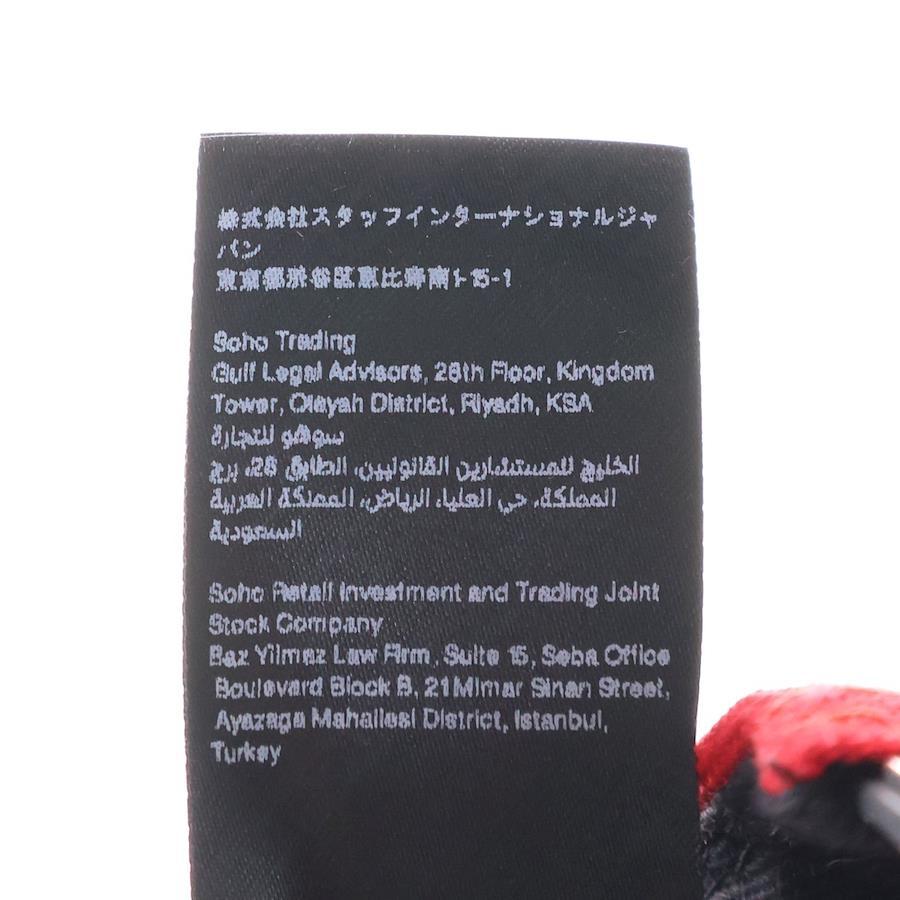 株式会社スタッフインターナショナルジャ
パン
東京都渋谷区恵比寿南1-15-1
Soho Trading
Gulf Legal Advisors, 28th Floor, Kingdom
Tower, Olayah District, Riyadh, KSA
سوهو للتجارة
الخليج للمستشارين القانونيين، الطابق 28، برج
المملكة، حي العليا، الرياض، المملكة العربية
السعودية
Soho Retail Investment and Trading Joint
Stock Company
Baz Yilmaz Law Firm, Suite 15, Seba Office
Boulevard Block B, 21Mimar Sinan Street,
Ayazaga Mahallesi District, Istanbul,
Turkey